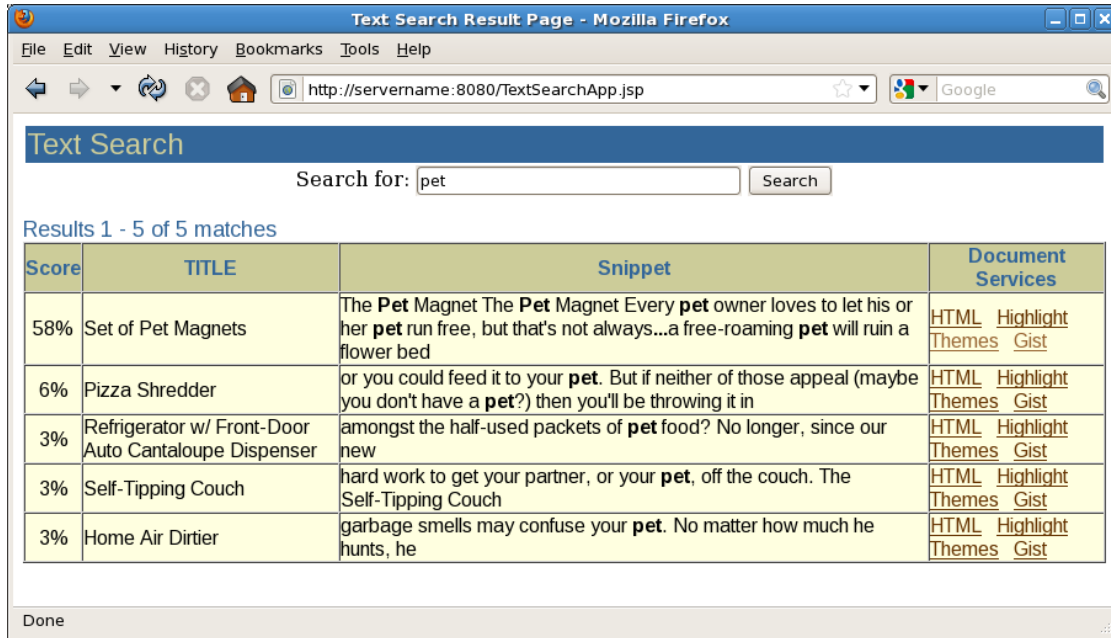 Text Search Result Page - Mozilla Firefox
File Edit View History Bookmarks Tools Help
http://servername:8080/TextSearchApp.jsp Google
Text Search
Search for: pet Search
Results 1 - 5 of 5 matches
Score TITLE Snippet Document Services
58% Set of Pet Magnets
The Pet Magnet The Pet Magnet Every pet owner loves to let his or
her pet run free, but that's not always...a free-roaming pet will ruin a
flower bed
HTML Highlight
Themes Gist
6% Pizza Shredder
or you could feed it to your pet. But if neither of those appeal (maybe
you don't have a pet?) then you'll be throwing it in
HTML Highlight
Themes Gist
3% Refrigerator w/ Front-Door
Auto Cantaloupe Dispenser
amongst the half-used packets of pet food? No longer, since our
new
HTML Highlight
Themes Gist
3% Self-Tipping Couch
hard work to get your partner, or your pet, off the couch. The
Self-Tipping Couch
HTML Highlight
Themes Gist
3% Home Air Dirtier
garbage smells may confuse your pet. No matter how much he
hunts, he
HTML Highlight
Themes Gist
Done